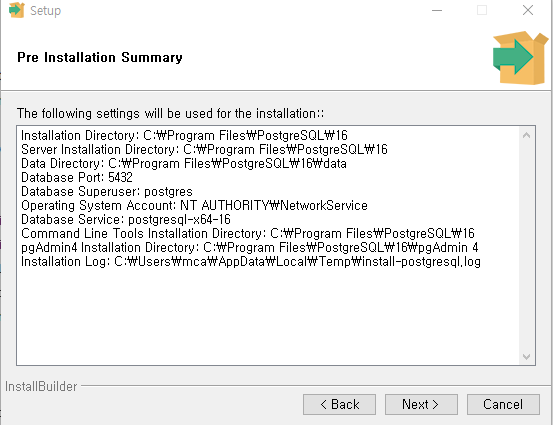 Setup
Pre Installation Summary
The following settings will be used for the installation::
Installation Directory: C:₩Program Files₩PostgreSQL₩16
Server Installation Directory: C:₩Program Files₩PostgreSQL₩16
Data Directory: C:₩Program Files₩PostgreSQL₩16₩data
Database Port: 5432
Database Superuser: postgres
Operating System Account: NT AUTHORITY₩NetworkService
Database Service: postgresql-x64-16
Command Line Tools Installation Directory: C:₩Program Files₩PostgreSQL₩16
pgAdmin4 Installation Directory: C:₩Program Files₩PostgreSQL₩16₩pgAdmin 4
Installation Log: C:₩Users₩mca₩AppData₩Local₩Temp₩install-postgresql.log
InstallBuilder
< Back Next > Cancel